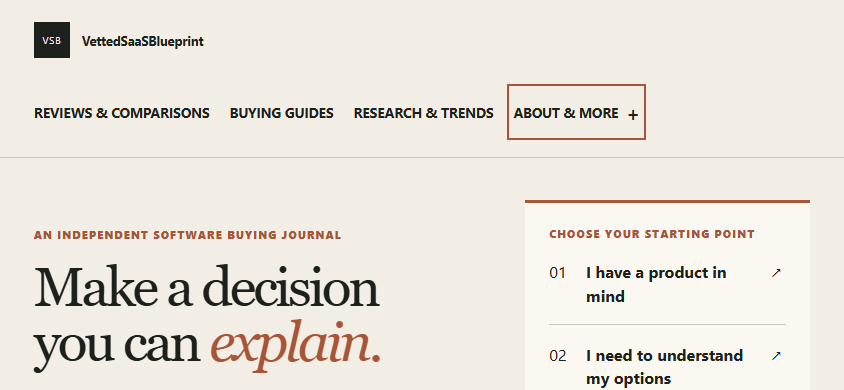 VSB
VettedSaaSBlueprint
REVIEWS & COMPARISONS
BUYING GUIDES
RESEARCH & TRENDS
ABOUT & MORE +
AN INDEPENDENT SOFTWARE BUYING JOURNAL
Make a decision
you can explain.
CHOOSE YOUR STARTING POINT
01 I have a product in ↗
mind
02 I need to understand ↗
my options